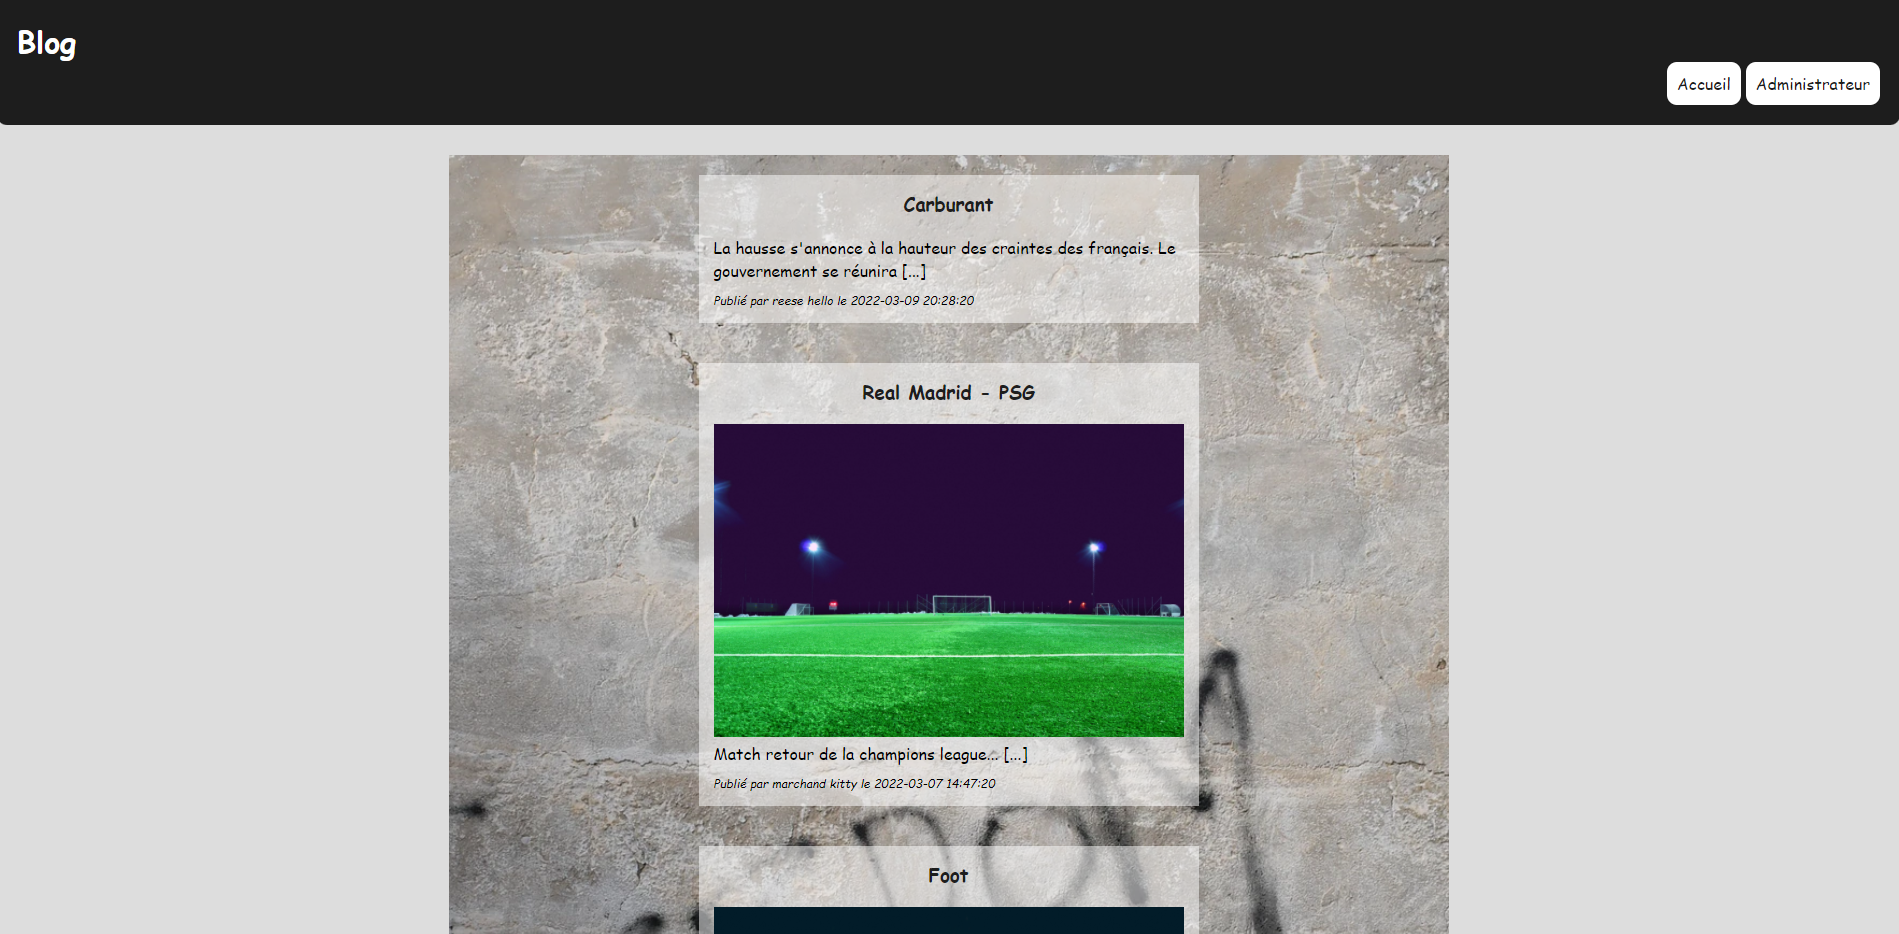 Blog
Accueil
Administrateur
Carburant
La hausse s'annonce à la hauteur des craintes des français. Le
gouvernement se réunira [...]
Publié par reese hello le 2022-03-09 20:28:20
Real Madrid - PSG
Match retour de la champions league... [...]
Publié par marchand kitty le 2022-03-07 14:47:20
Foot